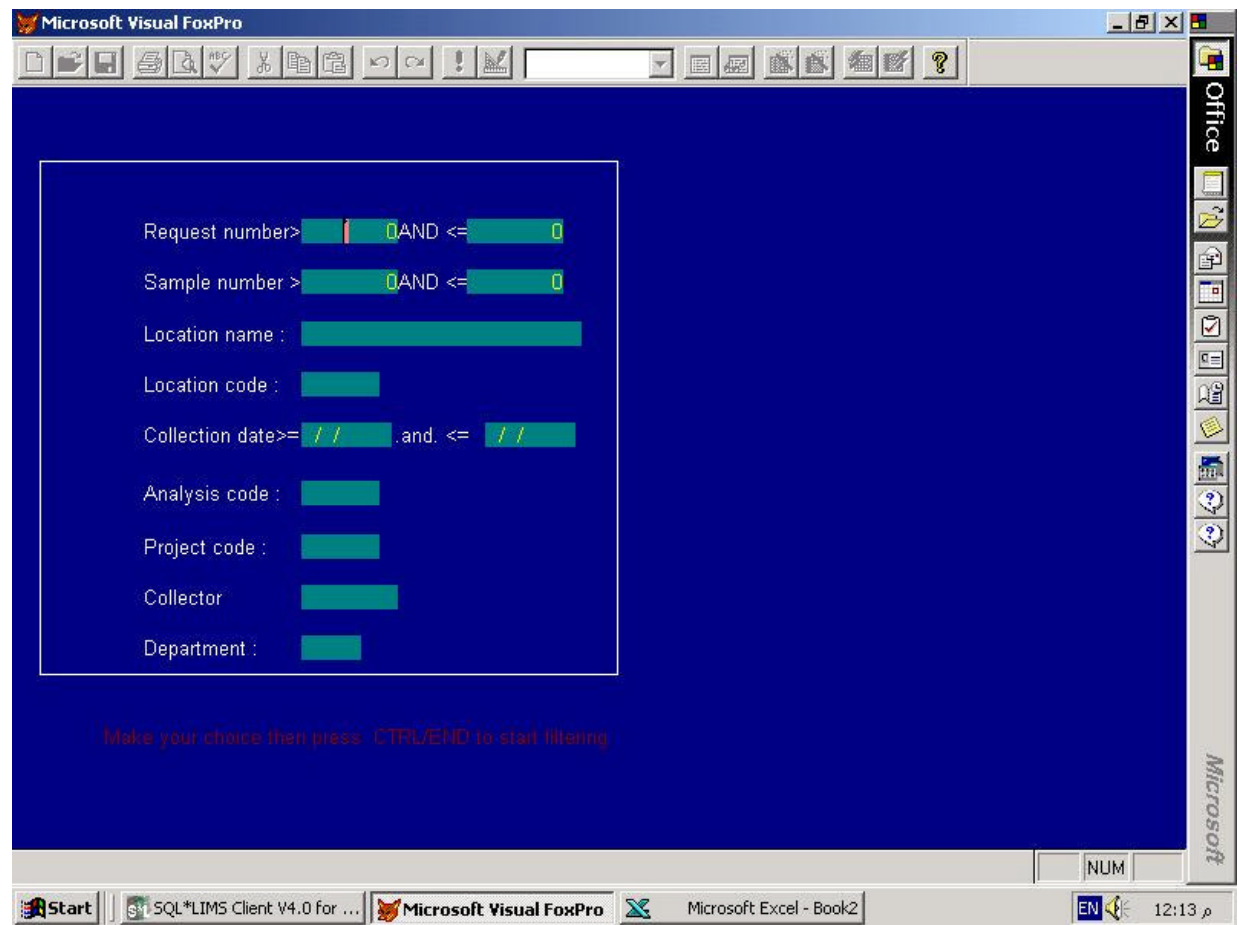 Microsoft Visual FoxPro
ABC
Office
Request number> 0AND <= 0
Sample number > 0AND <= 0
Location name :
Location code :
Collection date>= / / .and. <= / /
Analysis code :
Project code :
Collector
Department :
Make your choice then press CTRL/END to start filtering
Microsoft
NUM
Start SQL*LIMS Client V4.0 for ... Microsoft Visual FoxPro Microsoft Excel - Book2 EN 12:13 م